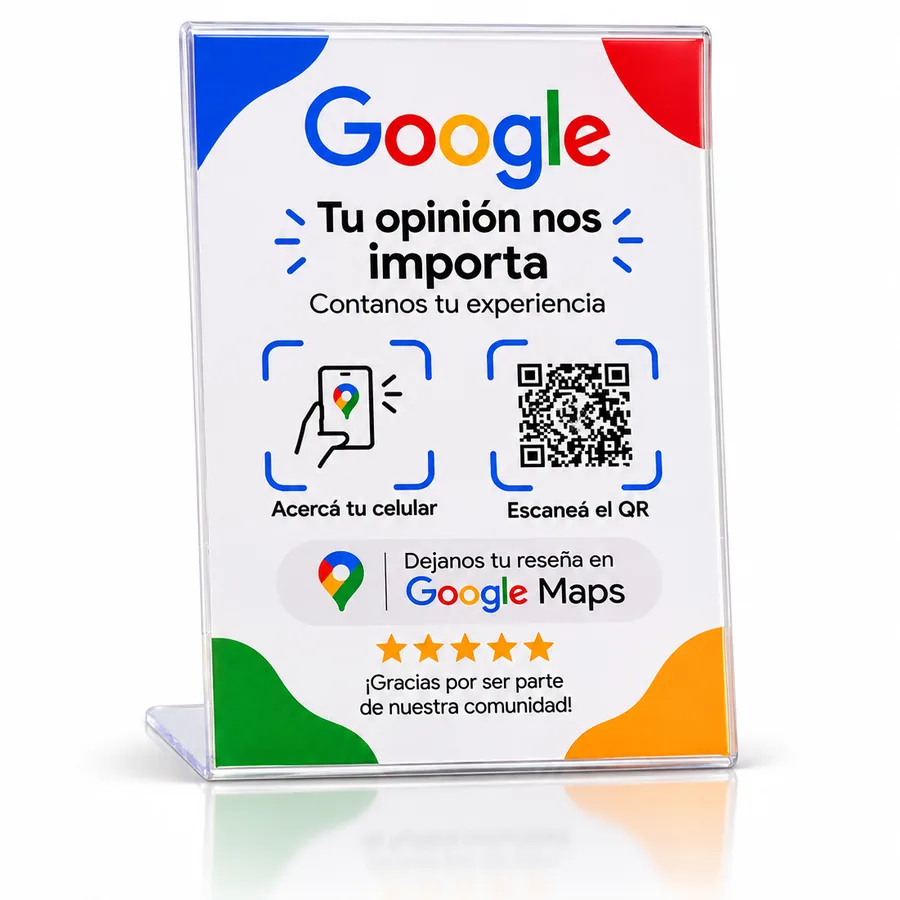 Google
Tu opinión nos
importa
Contanos tu experiencia
Acercá tu celular
Escaneá el QR
Dejanos tu reseña en
Google Maps
¡Gracias por ser parte
de nuestra comunidad!